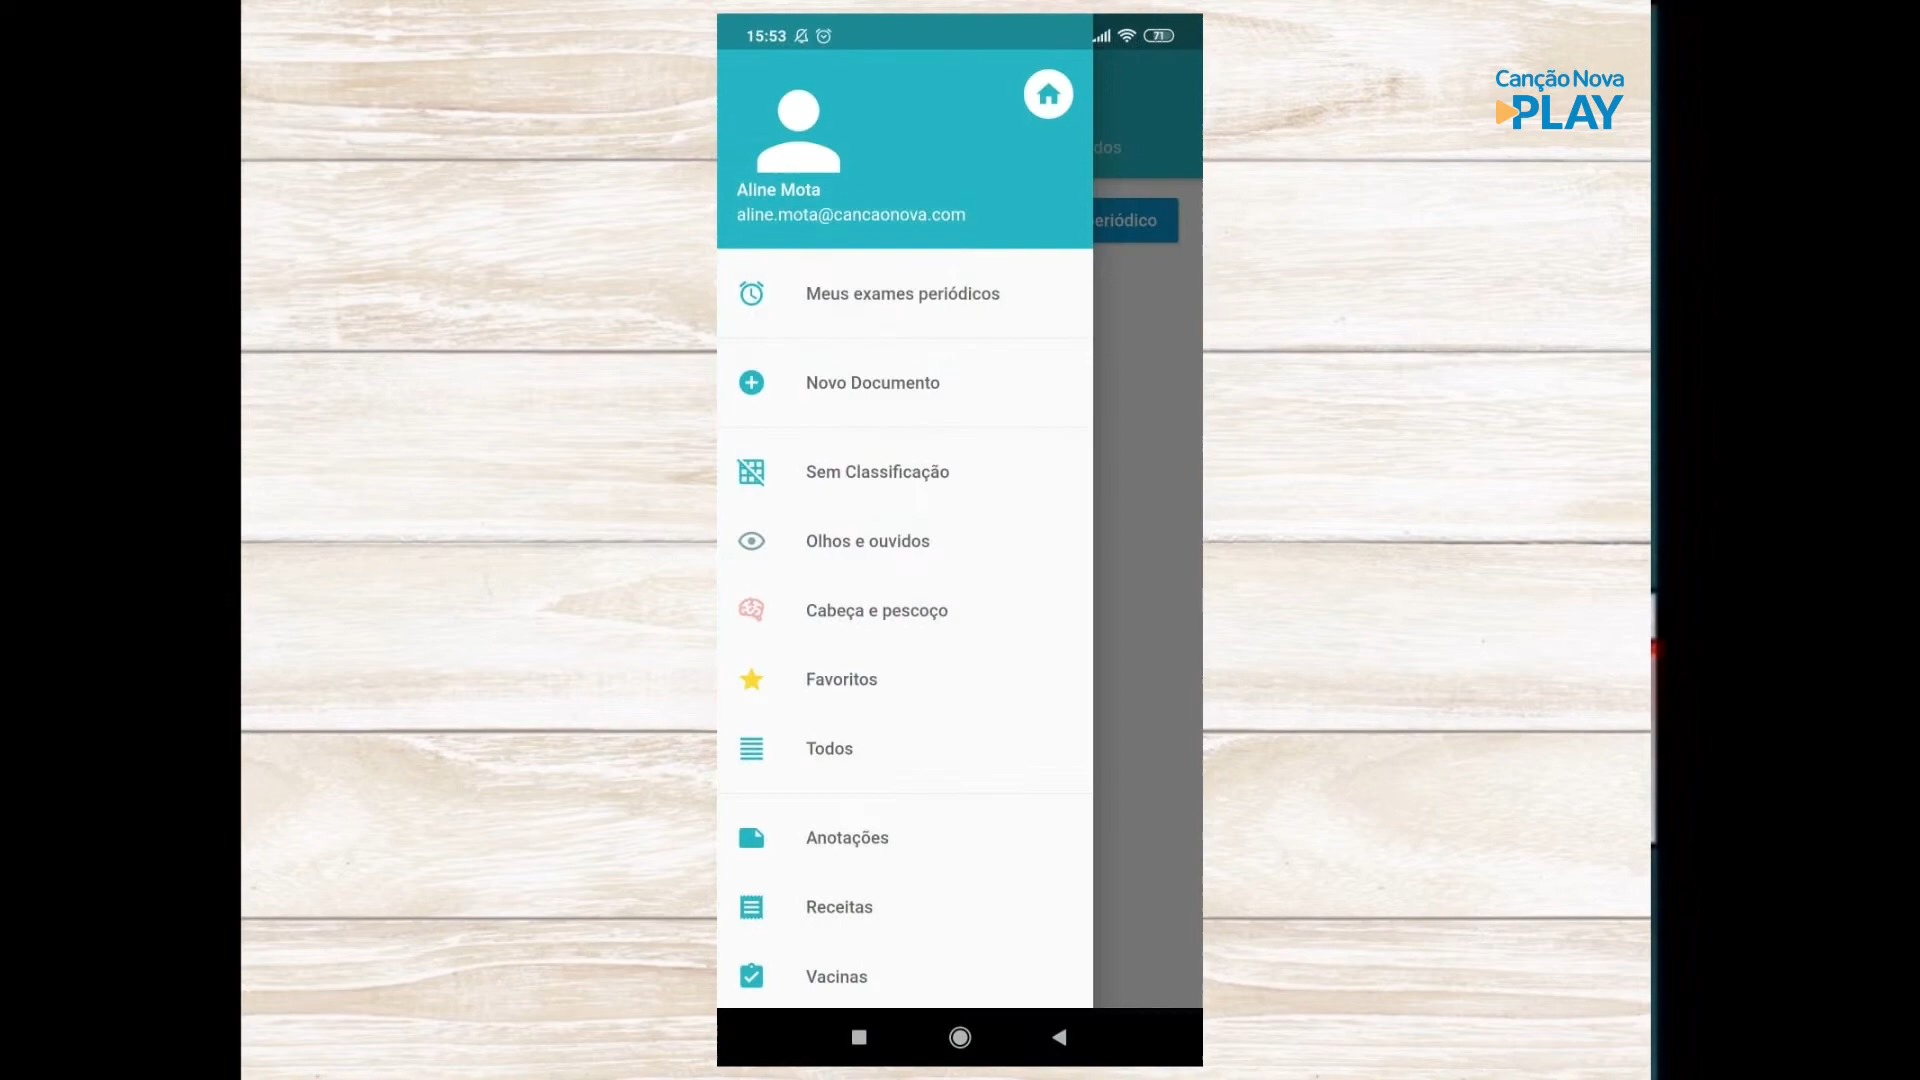 15:53
71
Canção Nova
PLAY
dos
Aline Mota
aline.mota@cancaonova.com
eriódico
Meus exames periódicos
Novo Documento
Sem Classificação
Olhos e ouvidos
Cabeça e pescoço
Favoritos
Todos
Anotações
Receitas
Vacinas